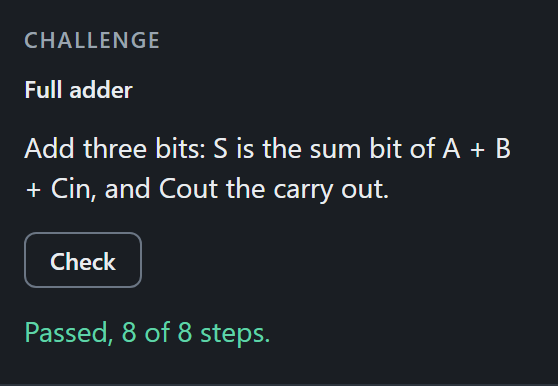 CHALLENGE
Full adder
Add three bits: S is the sum bit of A + B
+ Cin, and Cout the carry out.
Check
Passed, 8 of 8 steps.